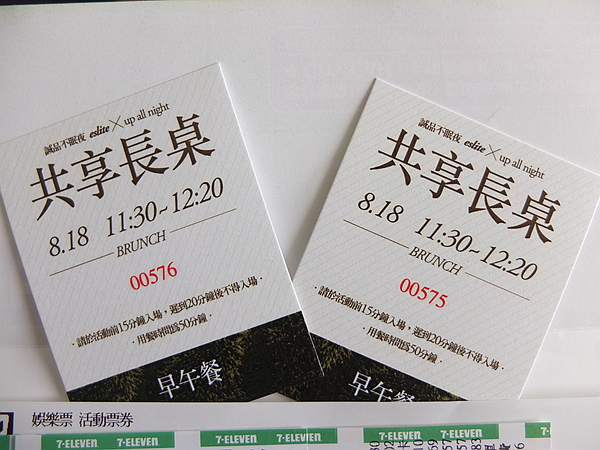 誠品不眠夜 eslite × up all night
共享長桌
8.18 11:30~12:20
BRUNCH
00576
·請於活動前15分鐘入場，遲到20分鐘後不得入場·
·用餐時間為50分鐘·
早午餐
誠品不眠夜 eslite × up all night
共享長桌
8.18 11:30~12:20
BRUNCH
00575
·請於活動前15分鐘入場，遲到20分鐘後不得入場·
·用餐時間為50分鐘·
早午餐
娛樂票 活動票券
7-ELEVEN 7-ELEVEN 7-ELEVEN 7-ELEVEN 7-ELEVEN 7-ELEVEN